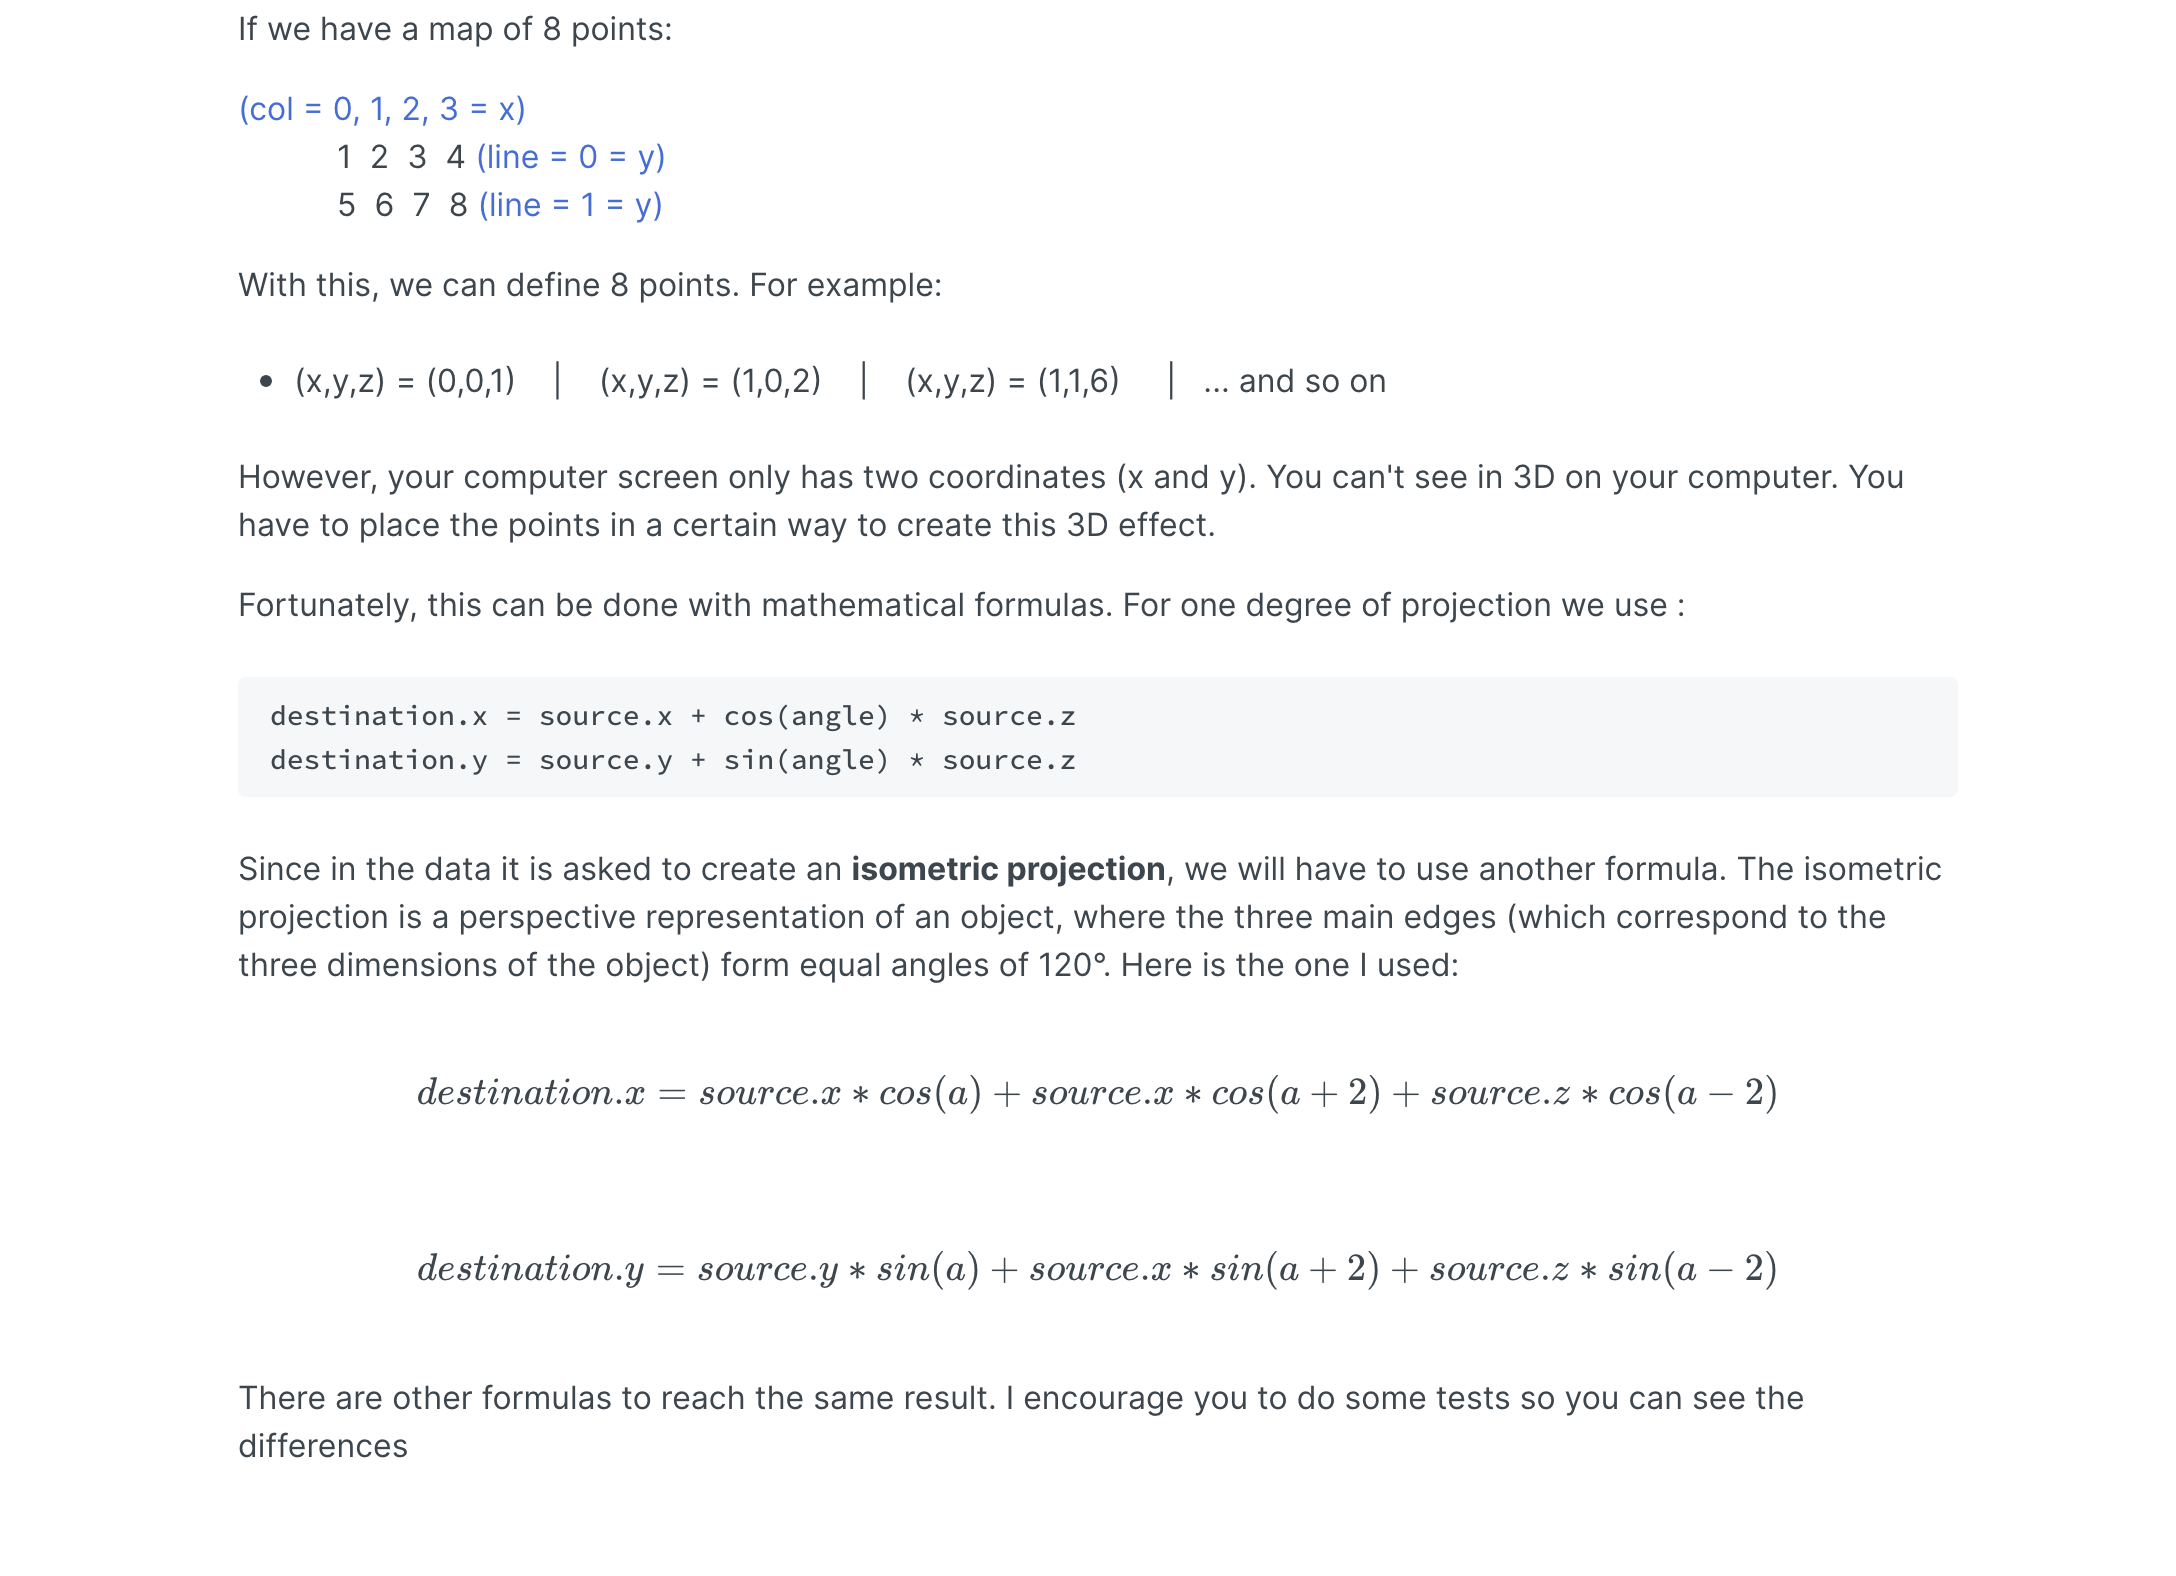 If we have a map of 8 points:
(col = 0, 1, 2, 3 = x)
1 2 3 4 (line = 0 = y)
5 6 7 8 (line = 1 = y)
With this, we can define 8 points. For example:
• (x,y,z) = (0,0,1) | (x,y,z) = (1,0,2) | (x,y,z) = (1,1,6) | ... and so on
However, your computer screen only has two coordinates (x and y). You can't see in 3D on your computer. You
have to place the points in a certain way to create this 3D effect.
Fortunately, this can be done with mathematical formulas. For one degree of projection we use :
destination.x = source.x + cos(angle) * source.z
destination.y = source.y + sin(angle) * source.z
Since in the data it is asked to create an isometric projection, we will have to use another formula. The isometric
projection is a perspective representation of an object, where the three main edges (which correspond to the
three dimensions of the object) form equal angles of 120°. Here is the one I used:
destination.x = source.x ∗ cos(a) + source.x ∗ cos(a + 2) + source.z ∗ cos(a − 2)
destination.y = source.y ∗ sin(a) + source.x ∗ sin(a + 2) + source.z ∗ sin(a − 2)
There are other formulas to reach the same result. I encourage you to do some tests so you can see the
differences